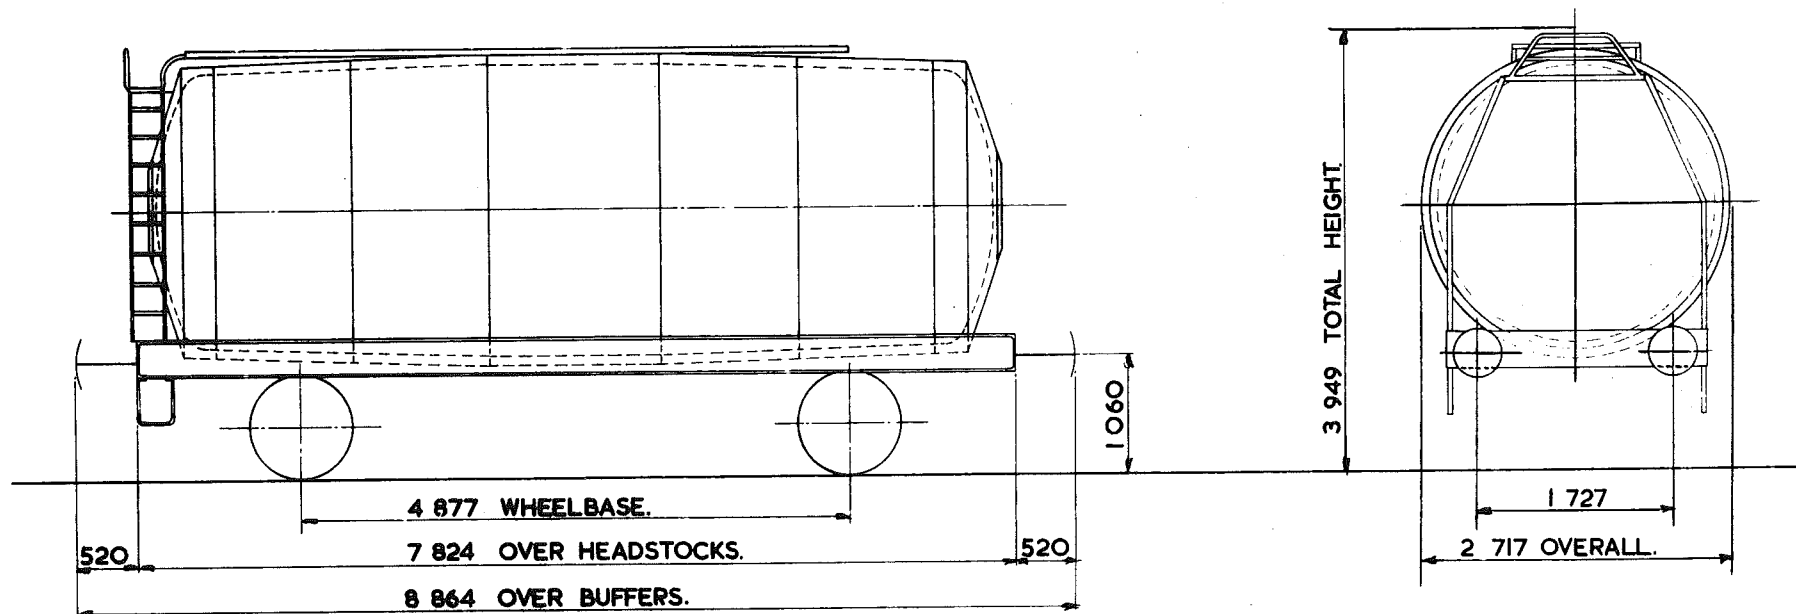 3 949 TOTAL HEIGHT.
1 060
4 877 WHEELBASE.
1 727
520
7 824 OVER HEADSTOCKS.
520
2 717 OVERALL.
8 864 OVER BUFFERS.